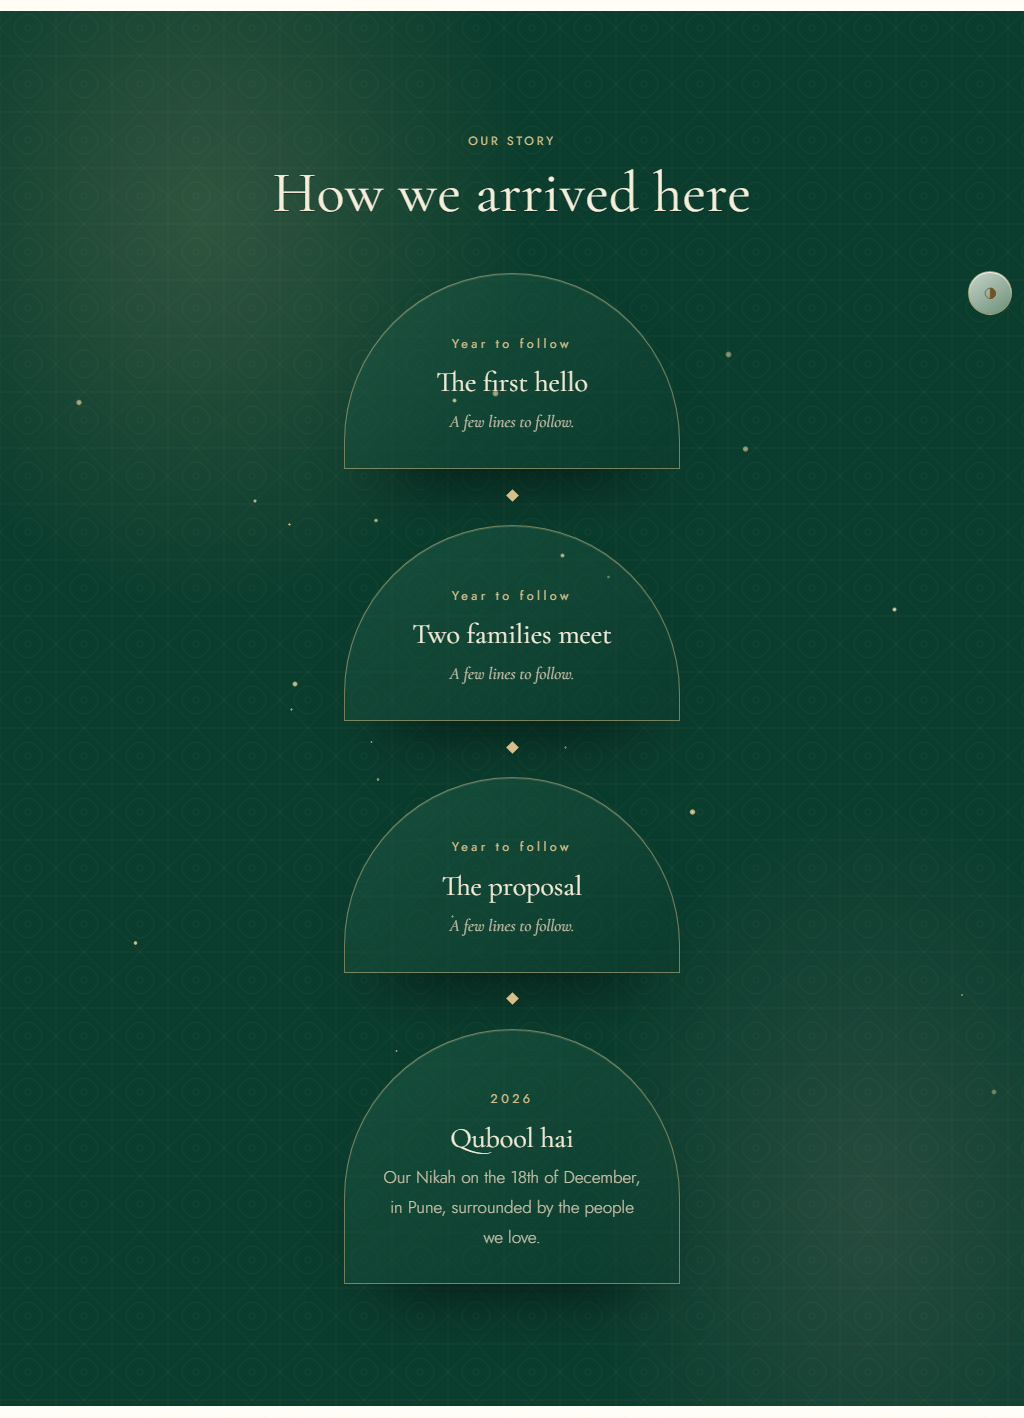 OUR STORY
How we arrived here
Year to follow
The first hello
A few lines to follow.
Year to follow
Two families meet
A few lines to follow.
Year to follow
The proposal
A few lines to follow.
2026
Qubool hai
Our Nikah on the 18th of December,
in Pune, surrounded by the people
we love.